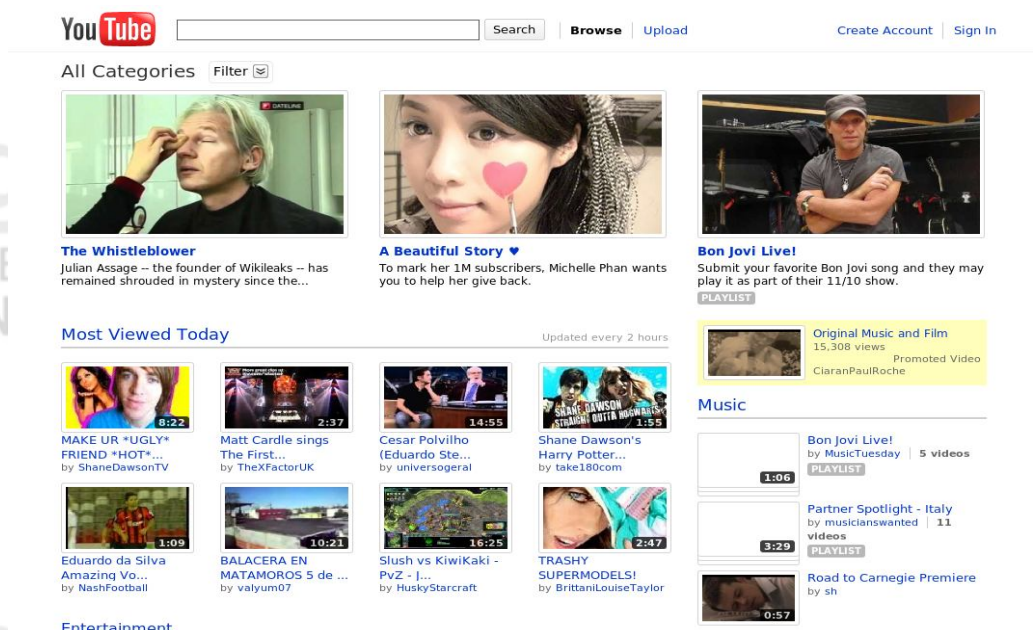 YouTube
Search
Browse
Upload
Create Account
Sign In
All Categories
Filter
DATELINE
The Whistleblower
Julian Assage -- the founder of Wikileaks -- has
remained shrouded in mystery since the...
A Beautiful Story ♥
To mark her 1M subscribers, Michelle Phan wants
you to help her give back.
Bon Jovi Live!
Submit your favorite Bon Jovi song and they may
play it as part of their 11/10 show.
PLAYLIST
Most Viewed Today
Updated every 2 hours
8:22
MAKE UR *UGLY*
FRIEND *HOT*...
by ShaneDawsonTV
2:37
Matt Cardle sings
The First...
by TheXFactorUK
14:55
Cesar Polvilho
(Eduardo Ste...
by universogeral
SHANE DAWSON
STRAIGHT OUTTA HOGWARTS
1:55
Shane Dawson's
Harry Potter...
by take180com
1:09
Eduardo da Silva
Amazing Vo...
by NashFootball
10:21
BALACERA EN
MATAMOROS 5 de ...
by valyum07
16:25
Slush vs KiwiKaki -
PvZ - J...
by HuskyStarcraft
2:47
TRASHY
SUPERMODELS!
by BrittaniLouiseTaylor
Entertainment
Original Music and Film
15,308 views
Promoted Video
CiaranPaulRoche
Music
1:06
Bon Jovi Live!
by MusicTuesday | 5 videos
PLAYLIST
3:29
Partner Spotlight - Italy
by musicianswanted | 11
videos
PLAYLIST
0:57
Road to Carnegie Premiere
by sh